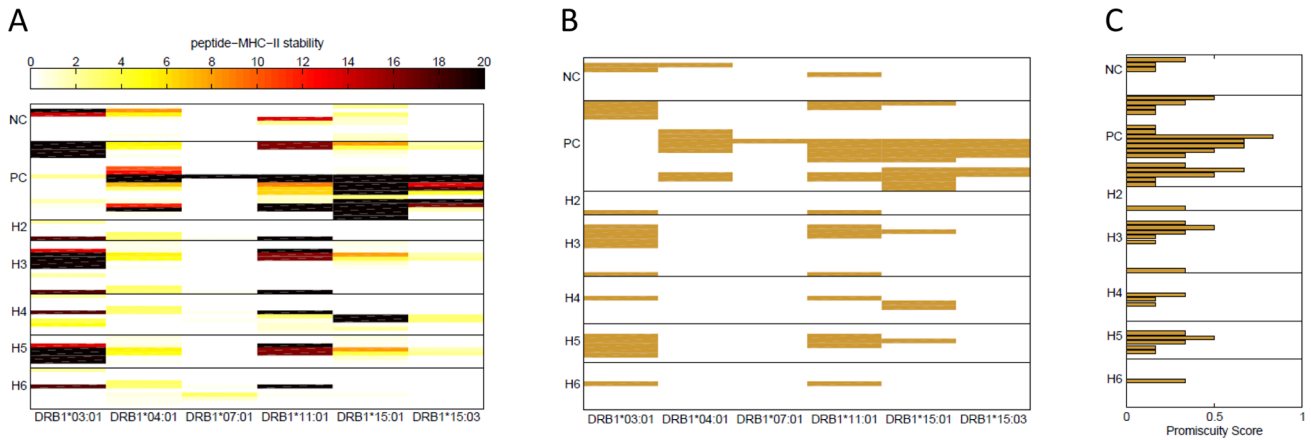 A
peptide−MHC−II stability
0 2 4 6 8 10 12 14 16 18 20
NC
PC
H2
H3
H4
H5
H6
DRB1*03:01 DRB1*04:01 DRB1*07:01 DRB1*11:01 DRB1*15:01 DRB1*15:03
B
NC
PC
H2
H3
H4
H5
H6
DRB1*03:01 DRB1*04:01 DRB1*07:01 DRB1*11:01 DRB1*15:01 DRB1*15:03
C
NC
PC
H2
H3
H4
H5
H6
0 0.5 1
Promiscuity Score